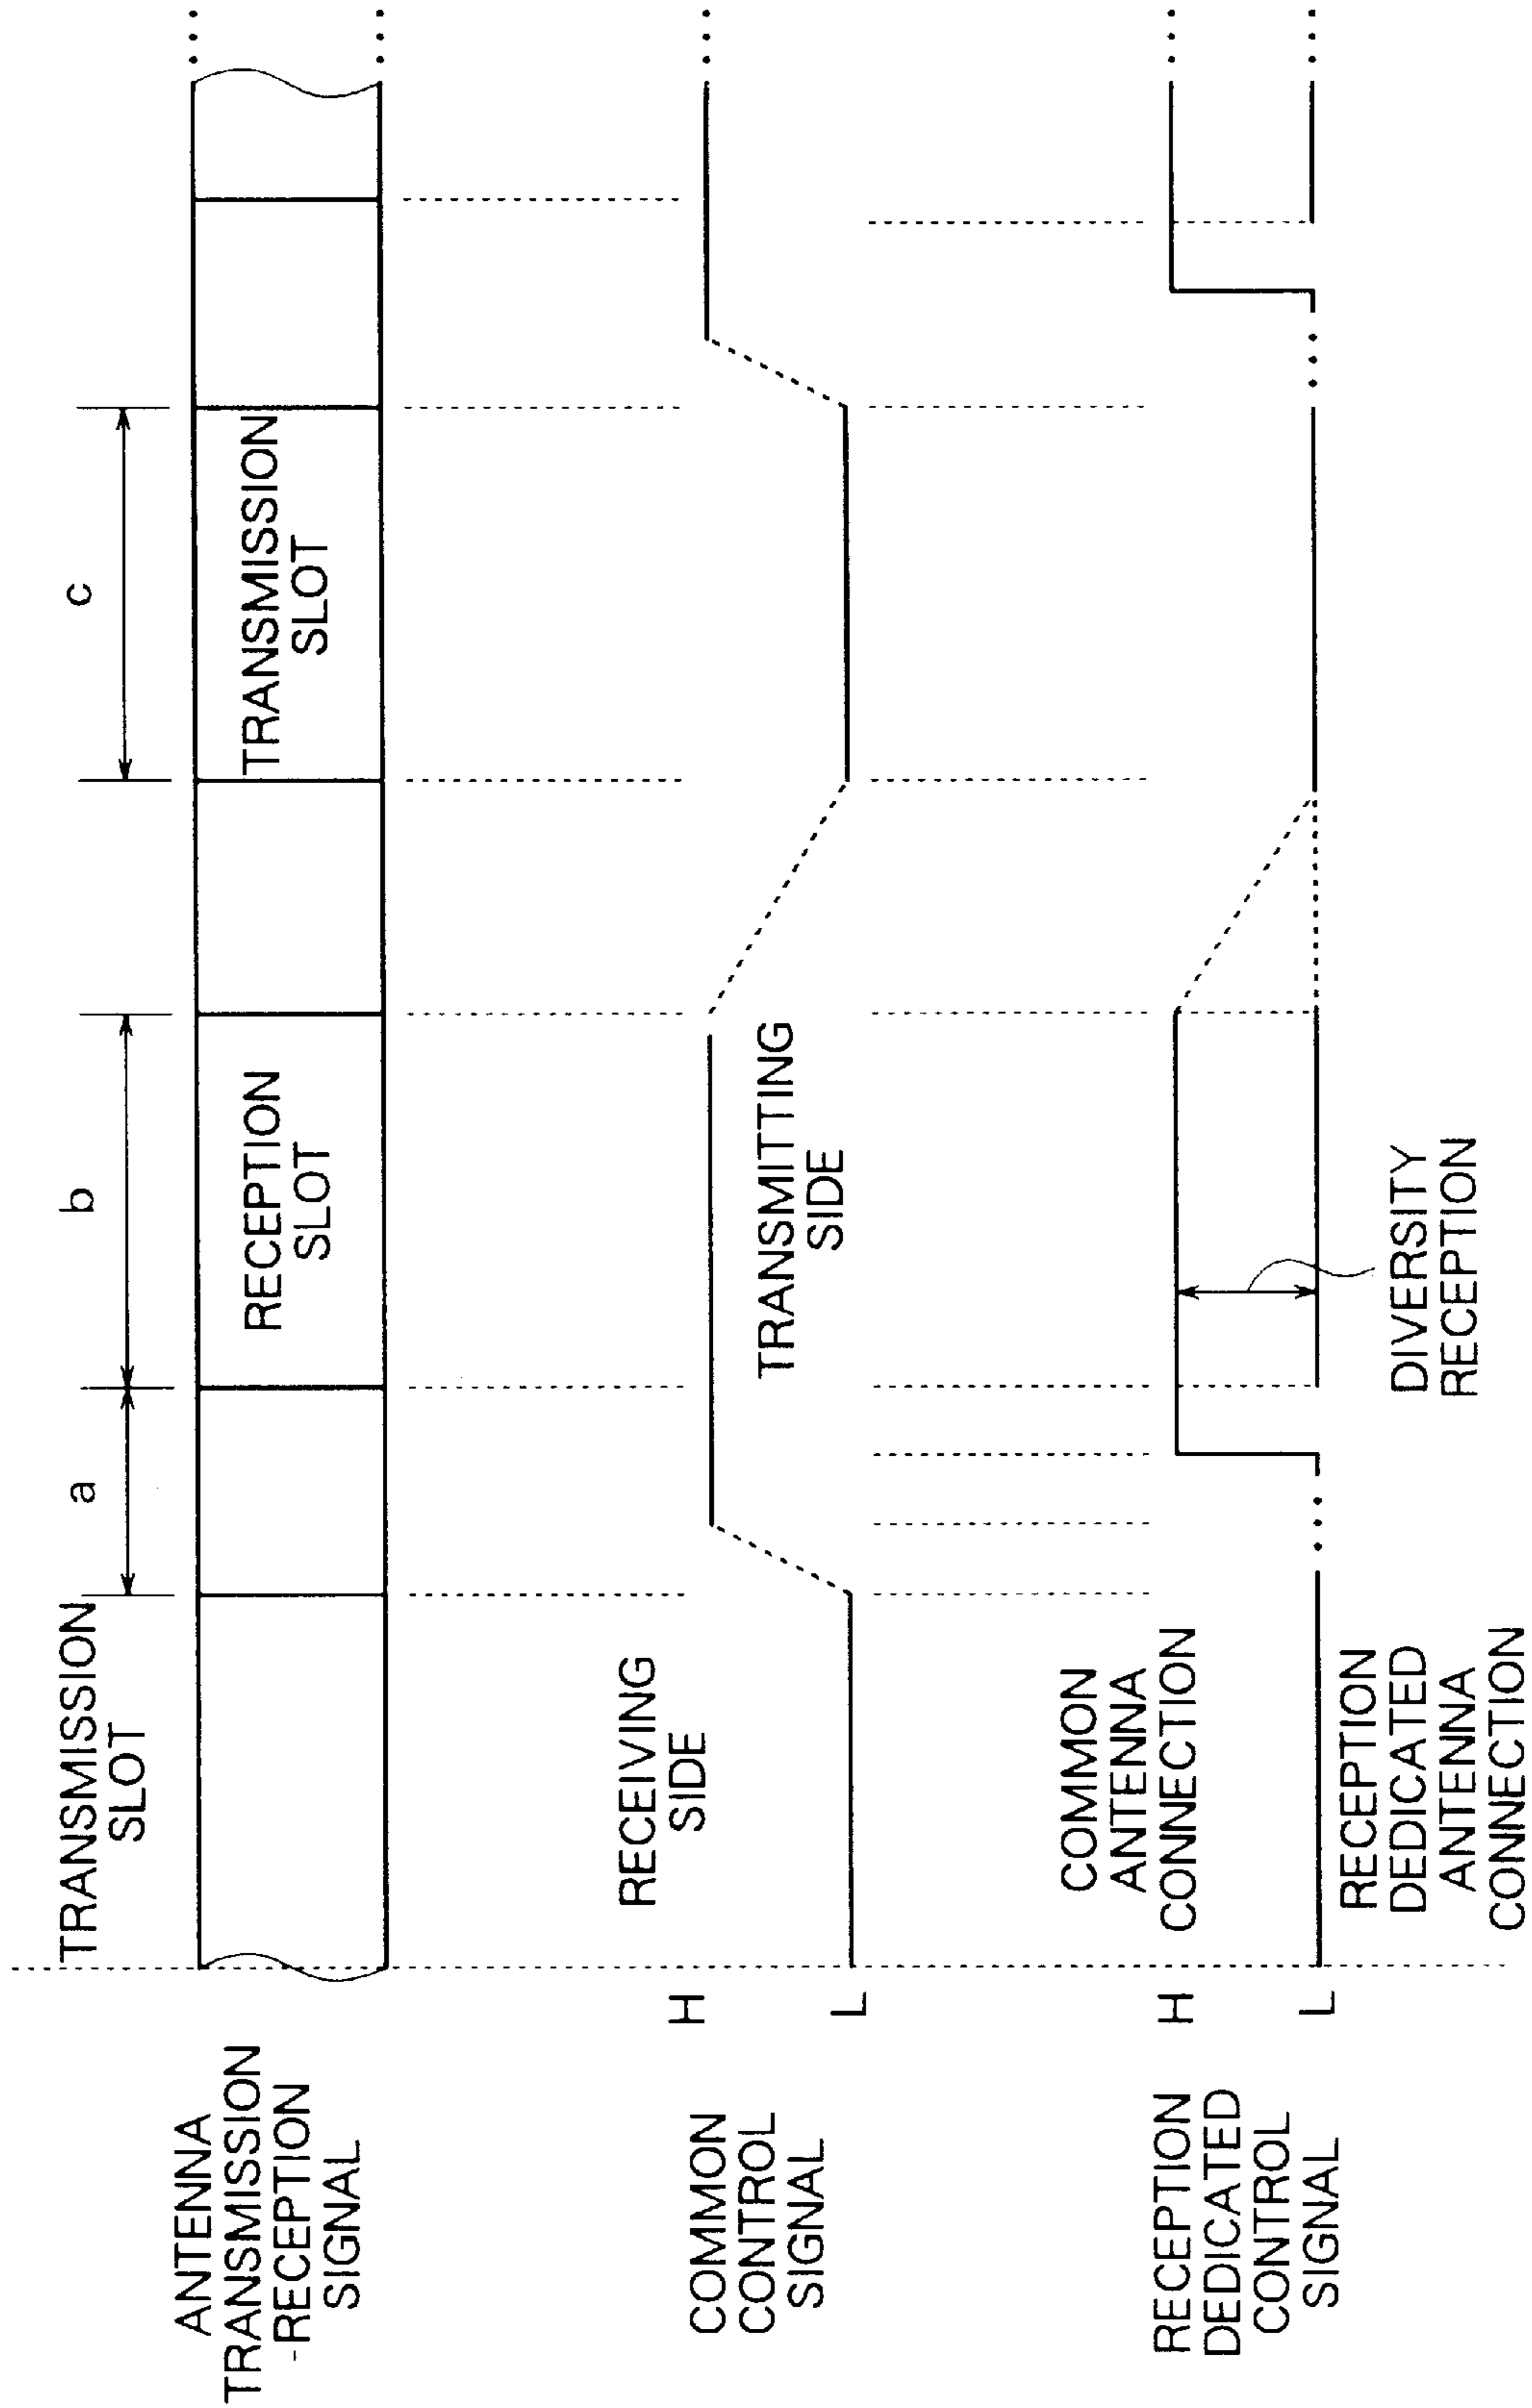 ANTENNA
TRANSMISSION
-RECEPTION
SIGNAL
TRANSMISSION
SLOT
a
b
c
RECEPTION
SLOT
TRANSMISSION
SLOT
COMMON
CONTROL
SIGNAL
H
L
RECEIVING
SIDE
TRANSMITTING
SIDE
RECEPTION
DEDICATED
CONTROL
SIGNAL
H
L
COMMON
ANTENNA
CONNECTION
RECEPTION
DEDICATED
ANTENNA
CONNECTION
DIVERSITY
RECEPTION